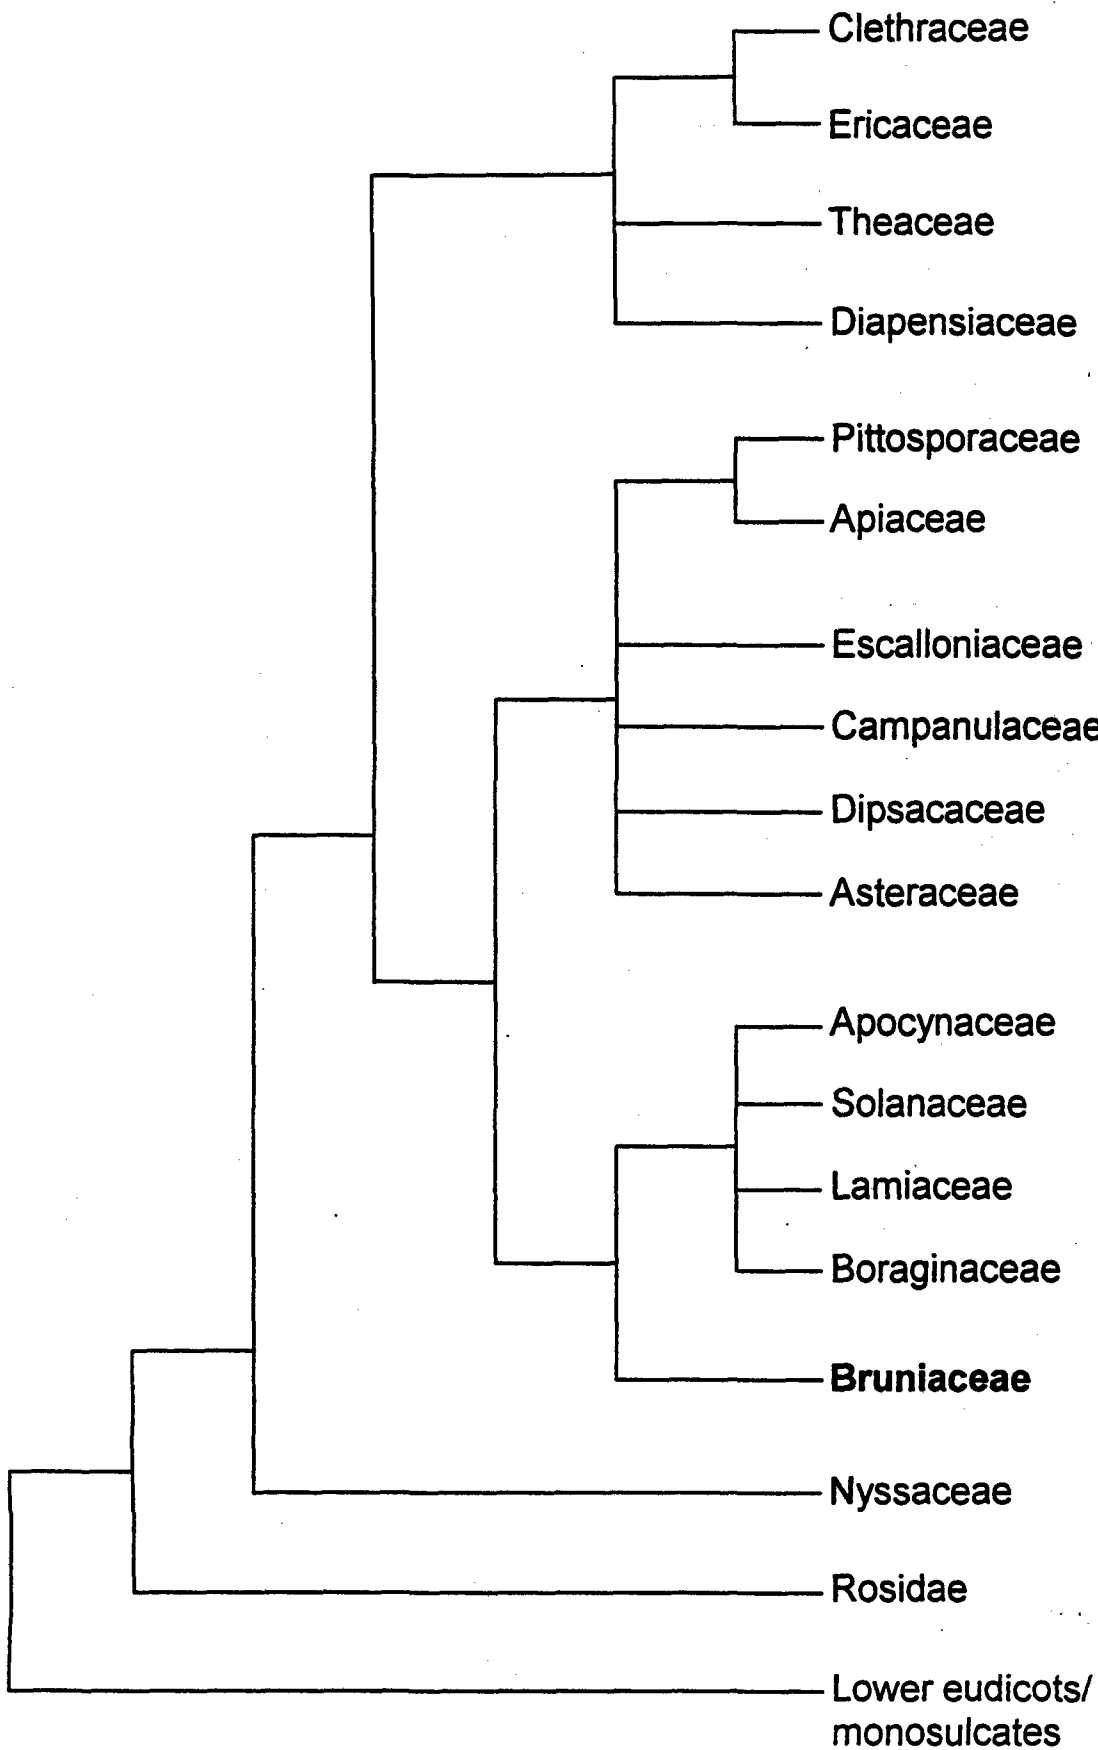 Clethraceae
Ericaceae
Theaceae
Diapensiaceae
Pittosporaceae
Apiaceae
Escalloniaceae
Campanulaceae
Dipsacaceae
Asteraceae
Apocynaceae
Solanaceae
Lamiaceae
Boraginaceae
Bruniaceae
Nyssaceae
Rosidae
Lower eudicots/
monosulcates